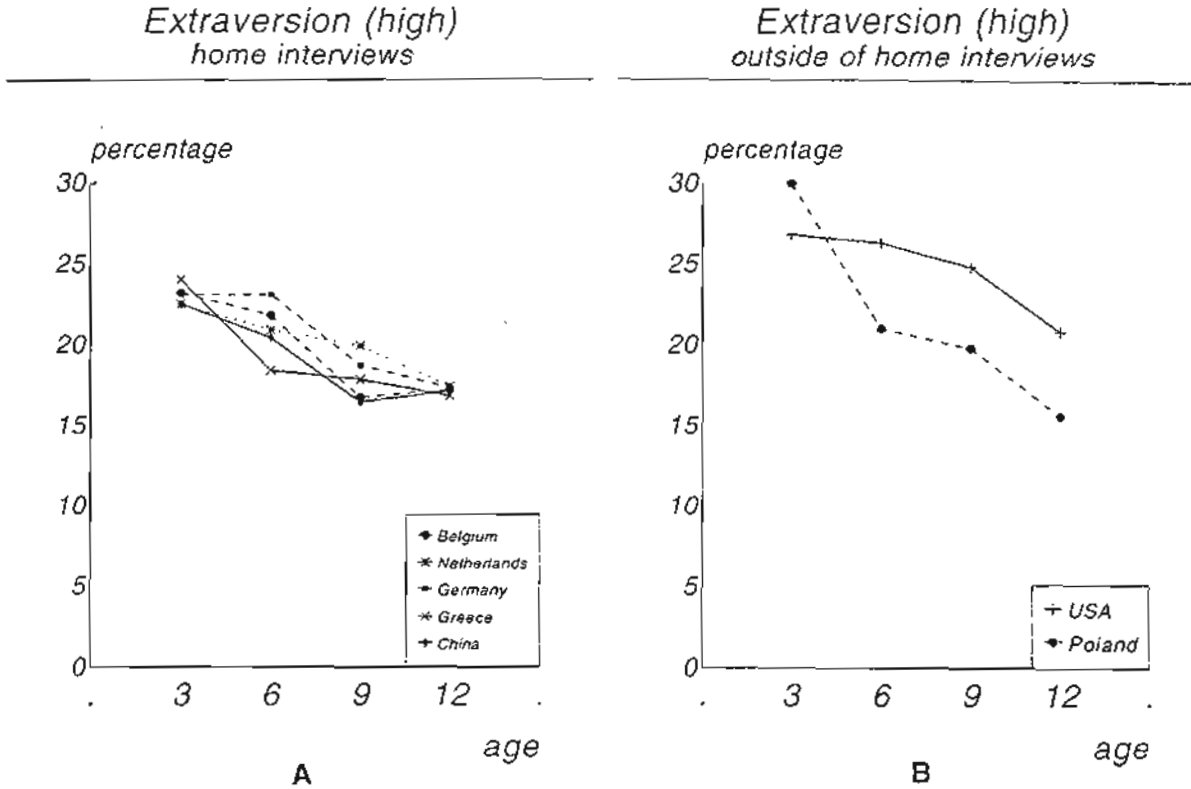 Extraversion (high)
home interviews
percentage
30
25
20
15
10
5
0
3 6 9 12
age
Belgium
Netherlands
Germany
Greece
China
A
Extraversion (high)
outside of home interviews
percentage
30
25
20
15
10
5
0
3 6 9 12
age
USA
Poland
B